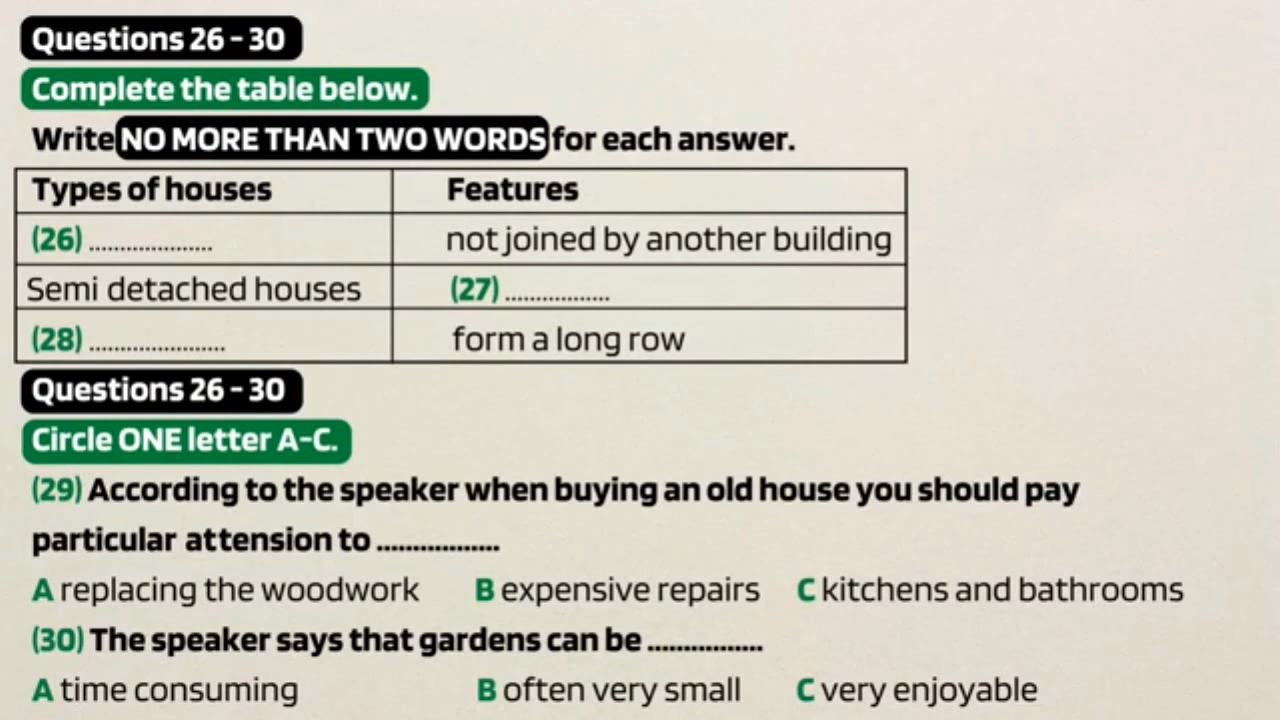 Questions 26 - 30
Complete the table below.
Write NO MORE THAN TWO WORDS for each answer.
Types of houses Features
(26) .................... not joined by another building
Semi detached houses (27) .................
(28) ...................... form a long row
Questions 26 - 30
Circle ONE letter A-C.
(29) According to the speaker when buying an old house you should pay
particular attension to .................
A replacing the woodwork B expensive repairs C kitchens and bathrooms
(30) The speaker says that gardens can be ................
A time consuming B often very small C very enjoyable